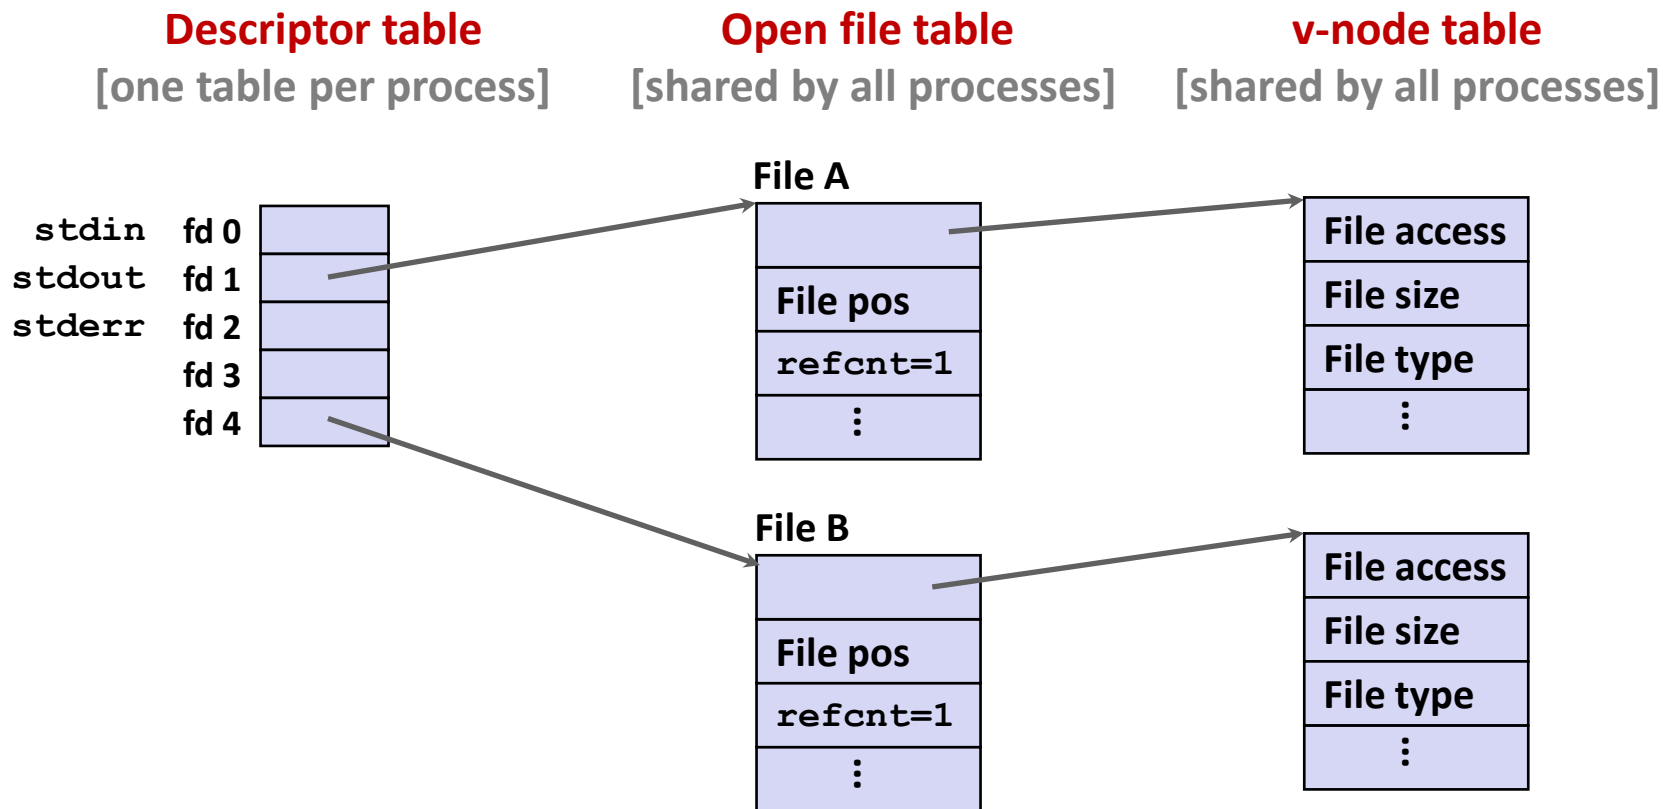 Descriptor table
[one table per process]
Open file table
[shared by all processes]
v-node table
[shared by all processes]
stdin fd 0
stdout fd 1
stderr fd 2
fd 3
fd 4
File A
File pos
refcnt=1
⋮
File access
File size
File type
⋮
File B
File pos
refcnt=1
⋮
File access
File size
File type
⋮